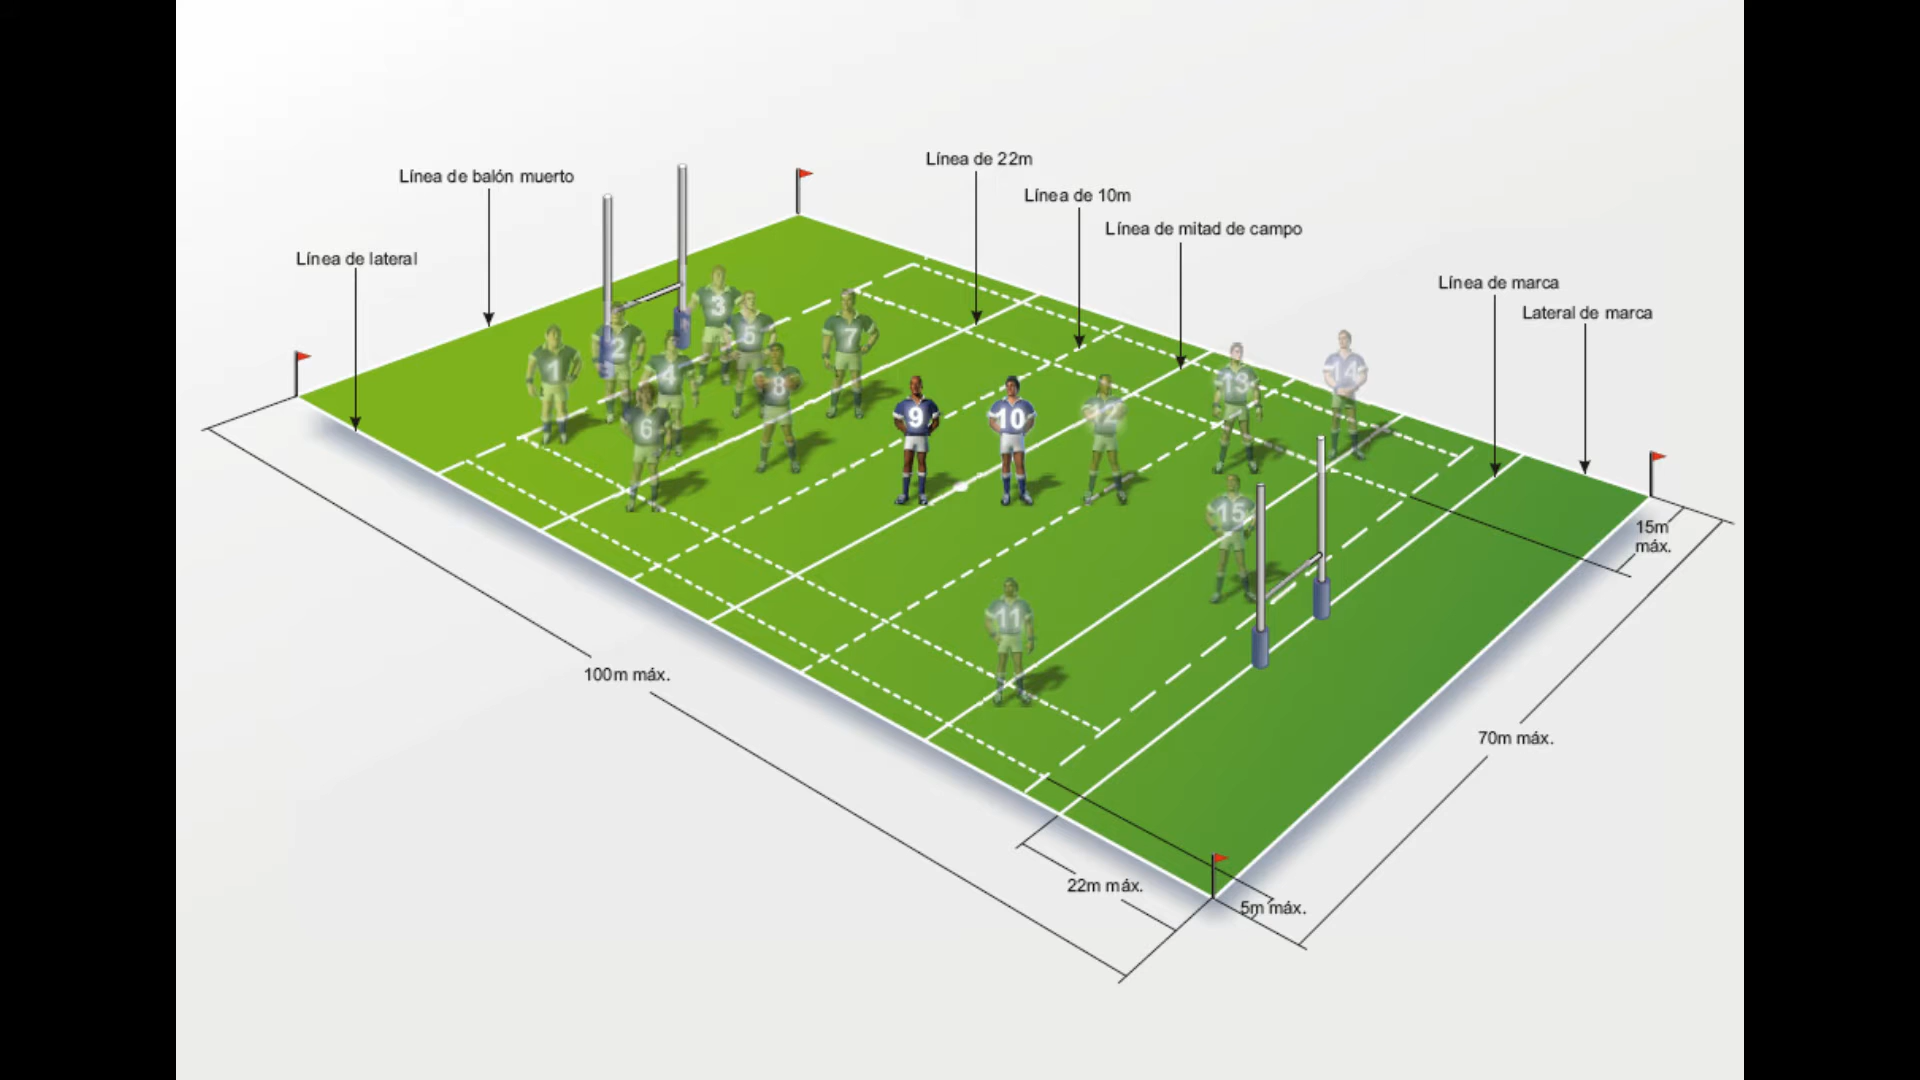 Línea de 22m
Línea de balón muerto
Línea de 10m
Línea de mitad de campo
Línea de lateral
Línea de marca
Lateral de marca
3
5
7
2
1
4
8
13
14
9
10
12
6
15
15m
máx.
11
100m máx.
70m máx.
22m máx.
5m máx.